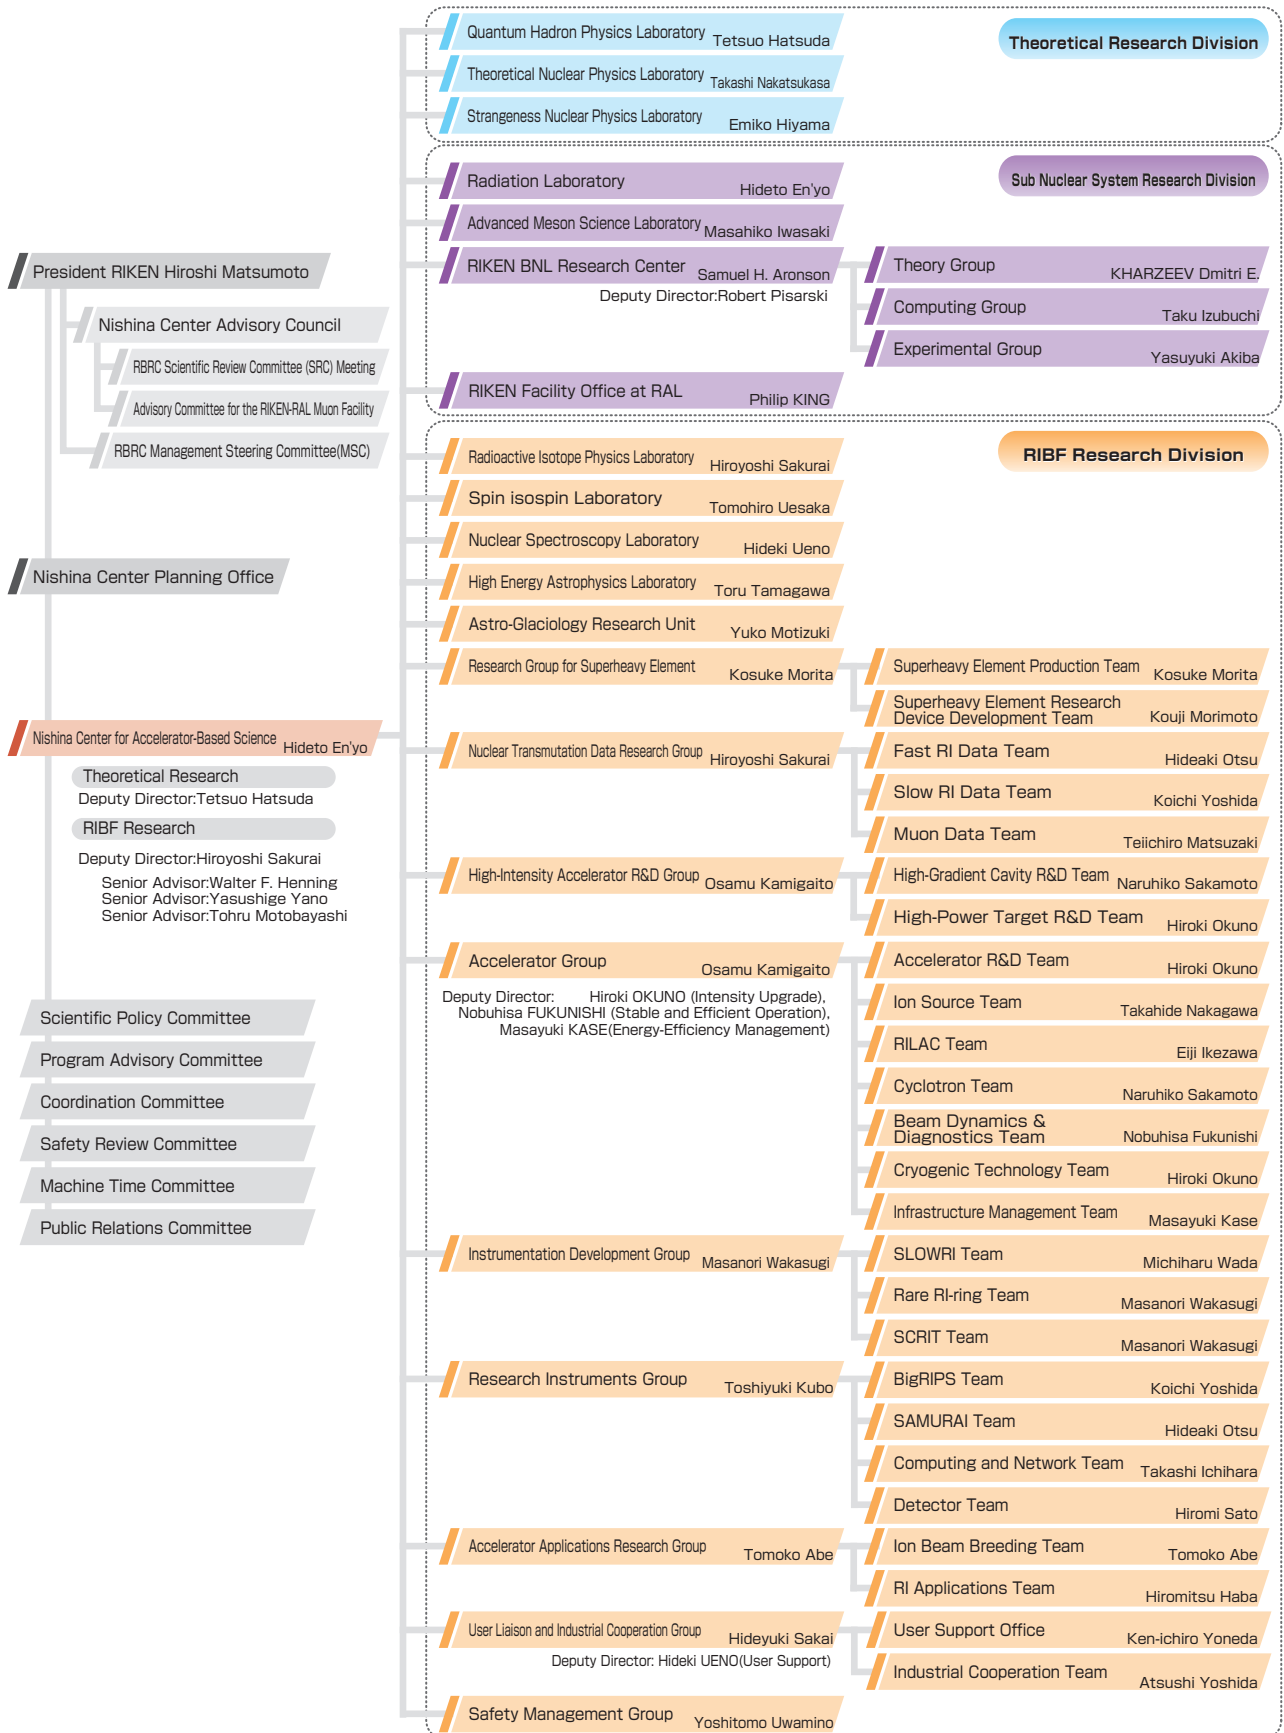 President RIKEN Hiroshi Matsumoto
Nishina Center Advisory Council
RBRC Scientific Review Committee (SRC) Meeting
Advisory Committee for the RIKEN-RAL Muon Facility
RBRC Management Steering Committee(MSC)
Nishina Center Planning Office
Nishina Center for Accelerator-Based Science Hideto En'yo
Theoretical Research
Deputy Director:Tetsuo Hatsuda
RIBF Research
Deputy Director:Hiroyoshi Sakurai
Senior Advisor:Walter F. Henning
Senior Advisor:Yasushige Yano
Senior Advisor:Tohru Motobayashi
Scientific Policy Committee
Program Advisory Committee
Coordination Committee
Safety Review Committee
Machine Time Committee
Public Relations Committee
Theoretical Research Division
Quantum Hadron Physics Laboratory Tetsuo Hatsuda
Theoretical Nuclear Physics Laboratory Takashi Nakatsukasa
Strangeness Nuclear Physics Laboratory Emiko Hiyama
Sub Nuclear System Research Division
Radiation Laboratory Hideto En'yo
Advanced Meson Science Laboratory Masahiko Iwasaki
RIKEN BNL Research Center Samuel H. Aronson
Deputy Director:Robert Pisarski
Theory Group KHARZEEV Dmitri E.
Computing Group Taku Izubuchi
Experimental Group Yasuyuki Akiba
RIKEN Facility Office at RAL Philip KING
RIBF Research Division
Radioactive Isotope Physics Laboratory Hiroyoshi Sakurai
Spin isospin Laboratory Tomohiro Uesaka
Nuclear Spectroscopy Laboratory Hideki Ueno
High Energy Astrophysics Laboratory Toru Tamagawa
Astro-Glaciology Research Unit Yuko Motizuki
Research Group for Superheavy Element Kosuke Morita
Superheavy Element Production Team Kosuke Morita
Superheavy Element Research
Device Development Team Kouji Morimoto
Nuclear Transmutation Data Research Group Hiroyoshi Sakurai
Fast RI Data Team Hideaki Otsu
Slow RI Data Team Koichi Yoshida
Muon Data Team Teiichiro Matsuzaki
High-Intensity Accelerator R&D Group Osamu Kamigaito
High-Gradient Cavity R&D Team Naruhiko Sakamoto
High-Power Target R&D Team Hiroki Okuno
Accelerator Group Osamu Kamigaito
Deputy Director: Hiroki OKUNO (Intensity Upgrade),
Nobuhisa FUKUNISHI (Stable and Efficient Operation),
Masayuki KASE(Energy-Efficiency Management)
Accelerator R&D Team Hiroki Okuno
Ion Source Team Takahide Nakagawa
RILAC Team Eiji Ikezawa
Cyclotron Team Naruhiko Sakamoto
Beam Dynamics &
Diagnostics Team Nobuhisa Fukunishi
Cryogenic Technology Team Hiroki Okuno
Infrastructure Management Team Masayuki Kase
Instrumentation Development Group Masanori Wakasugi
SLOWRI Team Michiharu Wada
Rare RI-ring Team Masanori Wakasugi
SCRIT Team Masanori Wakasugi
Research Instruments Group Toshiyuki Kubo
BigRIPS Team Koichi Yoshida
SAMURAI Team Hideaki Otsu
Computing and Network Team Takashi Ichihara
Detector Team Hiromi Sato
Accelerator Applications Research Group Tomoko Abe
Ion Beam Breeding Team Tomoko Abe
RI Applications Team Hiromitsu Haba
User Liaison and Industrial Cooperation Group Hideyuki Sakai
Deputy Director: Hideki UENO(User Support)
User Support Office Ken-ichiro Yoneda
Industrial Cooperation Team Atsushi Yoshida
Safety Management Group Yoshitomo Uwamino